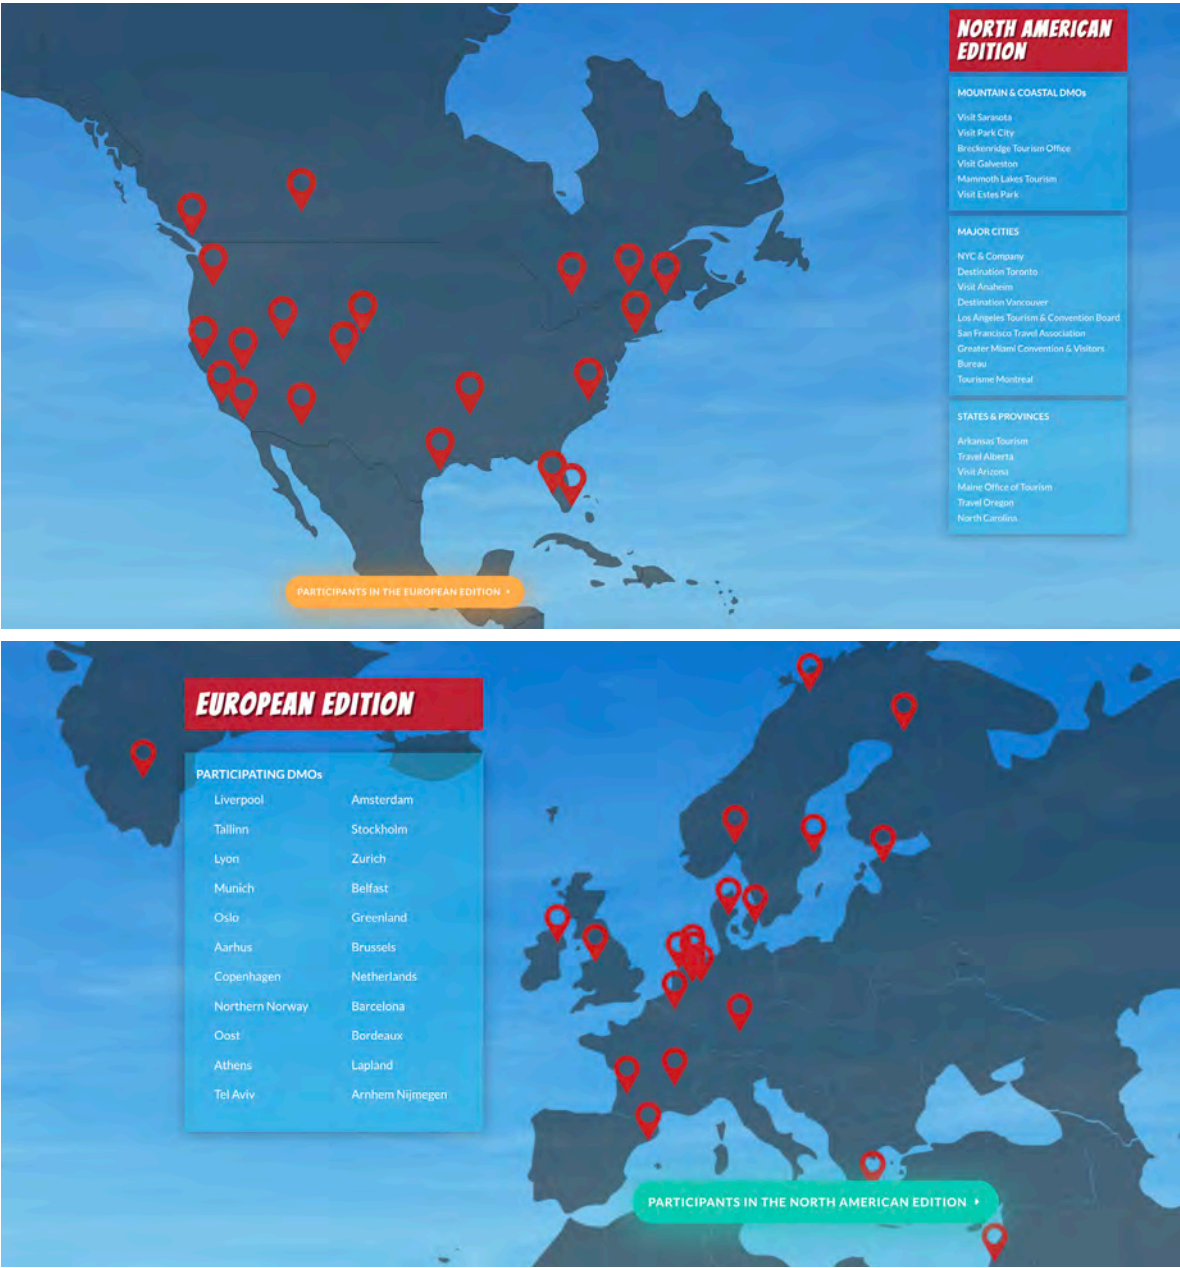 NORTH AMERICAN
EDITION
MOUNTAIN & COASTAL DMOs
Visit Sarasota
Visit Park City
Breckenridge Tourism Office
Visit Galveston
Mammoth Lakes Tourism
Visit Estes Park
MAJOR CITIES
NYC & Company
Destination Toronto
Visit Anaheim
Destination Vancouver
Los Angeles Tourism & Convention Board
San Francisco Travel Association
Greater Miami Convention & Visitors
Bureau
Tourisme Montreal
STATES & PROVINCES
Arkansas Tourism
Travel Alberta
Visit Arizona
Maine Office of Tourism
Travel Oregon
North Carolina
PARTICIPANTS IN THE EUROPEAN EDITION
EUROPEAN EDITION
PARTICIPATING DMOs
Liverpool Amsterdam
Tallinn Stockholm
Lyon Zurich
Munich Belfast
Oslo Greenland
Aarhus Brussels
Copenhagen Netherlands
Northern Norway Barcelona
Oost Bordeaux
Athens Lapland
Tel Aviv Arnhem Nijmegen
PARTICIPANTS IN THE NORTH AMERICAN EDITION